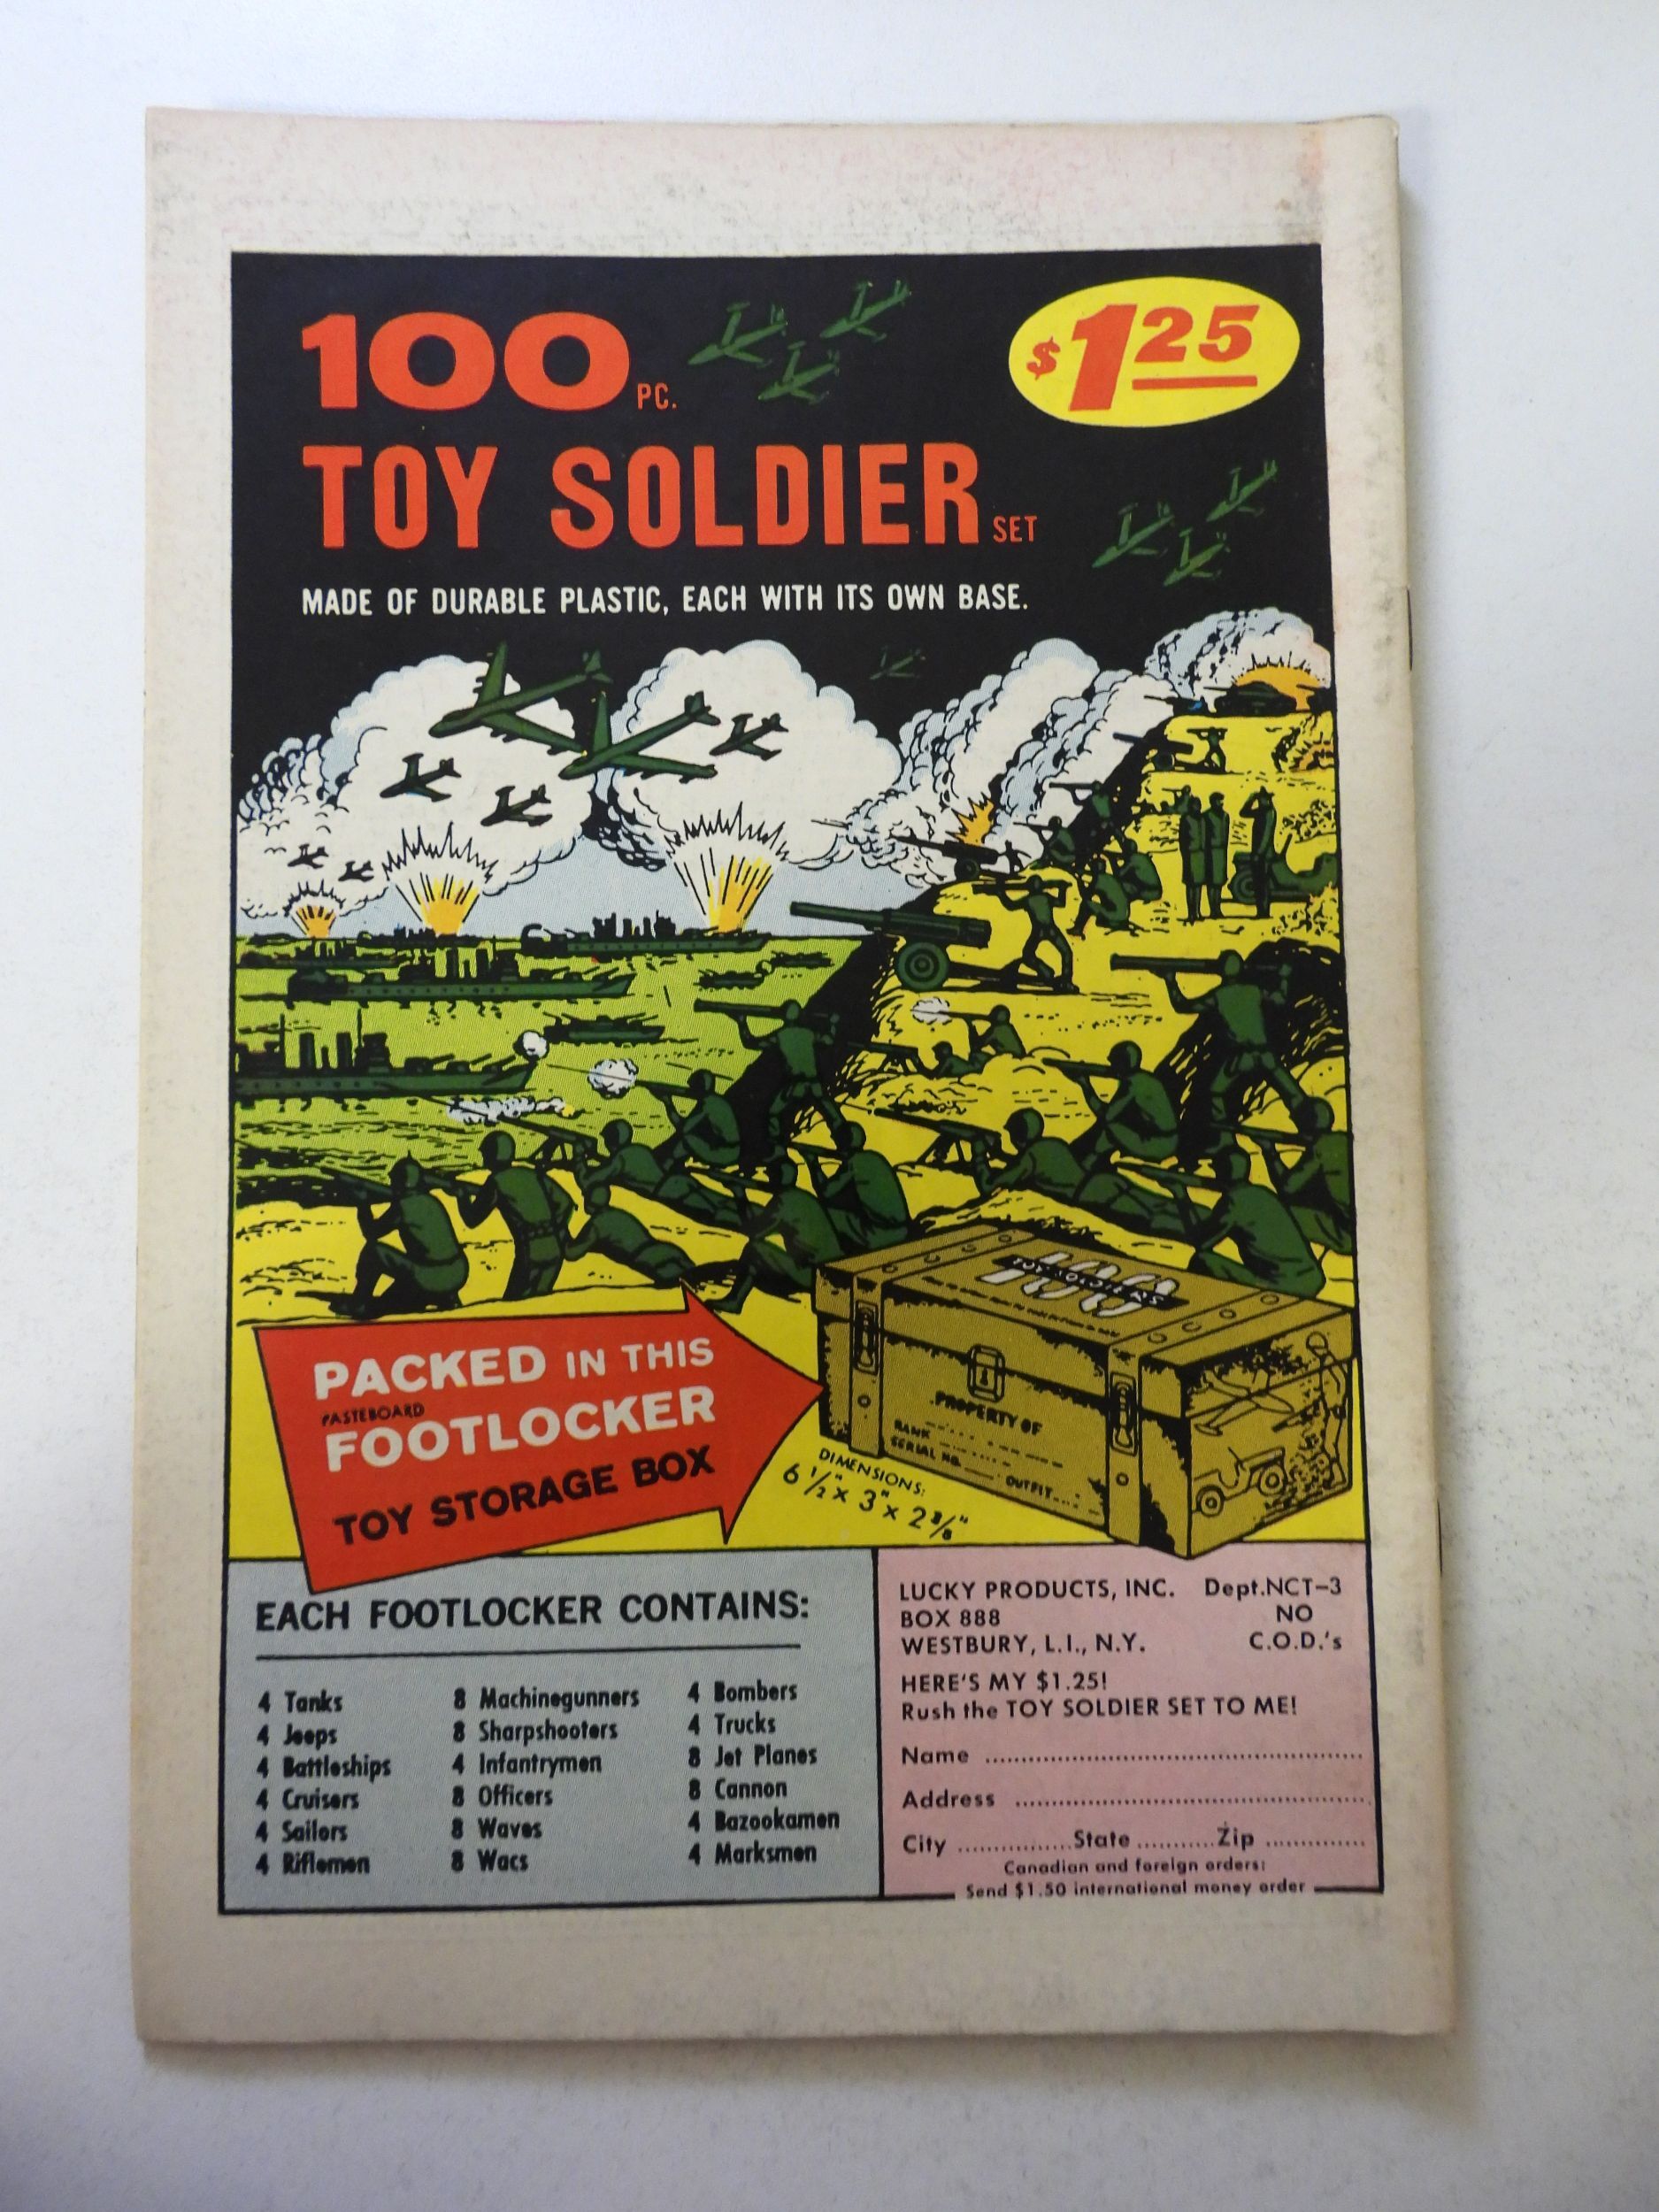 100 PC.
$1.25
TOY SOLDIER SET
MADE OF DURABLE PLASTIC, EACH WITH ITS OWN BASE.
100
TOY SOLDIERS
PACKED IN THIS
PASTEBOARD
FOOTLOCKER
TOY STORAGE BOX
PROPERTY OF
RANK
SERIAL NO.
OUTFIT
DIMENSIONS:
6 1/2" x 3" x 2 3/8"
EACH FOOTLOCKER CONTAINS:
4 Tanks
4 Jeeps
4 Battleships
4 Cruisers
4 Sailors
4 Riflemen
8 Machinegunners
8 Sharpshooters
4 Infantrymen
8 Officers
8 Waves
8 Wacs
4 Bombers
4 Trucks
8 Jet Planes
8 Cannon
4 Bazookamen
4 Marksmen
LUCKY PRODUCTS, INC. Dept.NCT-3
BOX 888 NO
WESTBURY, L.I., N.Y. C.O.D.'s
HERE'S MY $1.25!
Rush the TOY SOLDIER SET TO ME!
Name
Address
City State Zip
Canadian and foreign orders:
Send $1.50 international money order